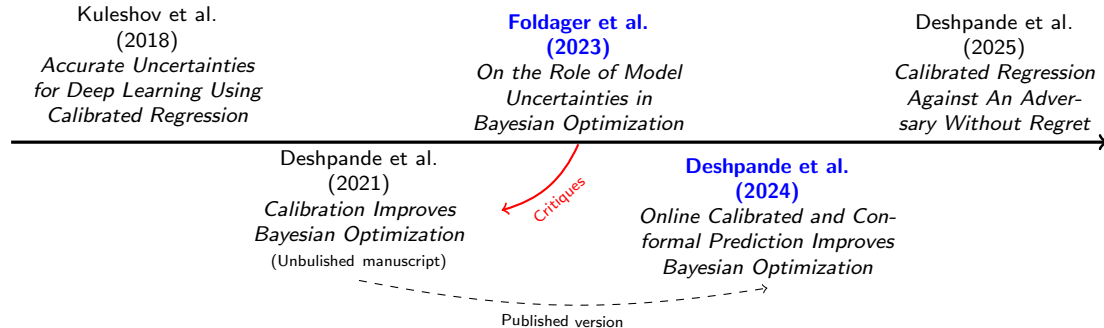 Kuleshov et al.
(2018)
Accurate Uncertainties
for Deep Learning Using
Calibrated Regression
Foldager et al.
(2023)
On the Role of Model
Uncertainties in
Bayesian Optimization
Deshpande et al.
(2025)
Calibrated Regression
Against An Adver-
sary Without Regret
Deshpande et al.
(2021)
Calibration Improves
Bayesian Optimization
(Unbulished manuscript)
Critiques
Deshpande et al.
(2024)
Online Calibrated and Con-
formal Prediction Improves
Bayesian Optimization
Published version